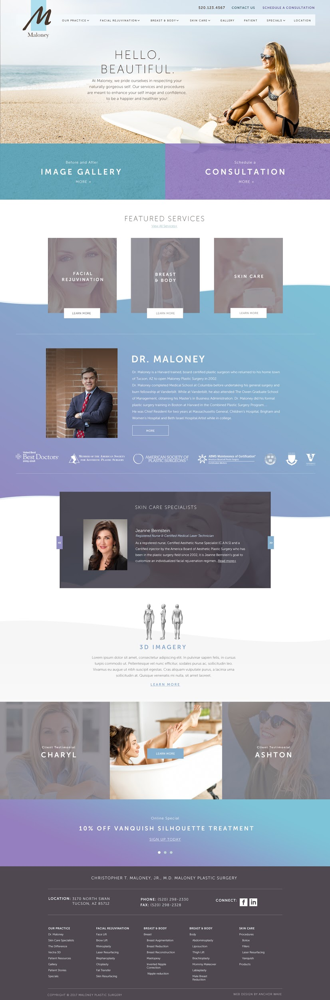 520.123.4567 CONTACT US SCHEDULE A CONSULTATION
Maloney
OUR PRACTICE FACIAL REJUVINATION BREAST & BODY SKIN CARE GALLERY PATIENT SPECIALS LOCATION
HELLO,
BEAUTIFUL.
At Maloney, we pride ourselves in respecting your
naturally gorgeous self. Our services and procedures
are meant to enhance your self image and confidence,
to be a happier and healthier you!
Before and After
IMAGE GALLERY
MORE +
Schedule a
CONSULTATION
MORE +
FEATURED SERVICES
View All Services+
FACIAL
REJUVINATION
LEARN MORE
BREAST
& BODY
LEARN MORE
SKIN CARE
LEARN MORE
DR. MALONEY
Dr. Maloney is a Harvard trained, board certified plastic surgeon who returned to his home town
of Tucson, AZ to open Maloney Plastic Surgery in 2002.
Dr. Maloney completed Medical School at Columbia before undertaking his general surgery and
burn fellowship at Vanderbilt. While at Vanderbilt, he also attended The Owen Graduate School
of Management, obtaining his Master's in Business Administration. Dr. Maloney did his formal
plastic surgery training in Boston at Harvard in the Combined Plastic Surgery Program....
He was Chief Resident for two years at Massachusetts General, Children's Hospital, Brigham and
Women's Hospital and Beth Israel Hospital.Artist while in college.
MORE
Voted Best
Best Doctors
2005-2016
MEMBER OF THE AMERICAN SOCIETY
FOR AESTHETIC PLASTIC SURGERY
AMERICAN SOCIETY OF
PLASTIC SURGEONS
ABMS Maintenance of Certification
American Board of Plastic Surgery
Certification Matters
SKIN CARE SPECIALISTS
Jeanne Bernstein
Registered Nurse & Certified Medical Laser Technician
As a registered nurse, Certified Aesthetic Nurse Specialist (C.A.N.S) and a
Certified injector by the America Board of Aesthetic Plastic Surgery who has
been in the plastic surgery field since 2002, it is Jeanne Bernstein's goal to
customize an individualized facial rejuvenation regimen...Read more+
3D IMAGERY
Lorem ipsum dolor sit amet, consectetur adipiscing elit. In pulvinar sapien felis, in cursus
turpis commodo ut. Pellentesque vel nunc efficitur, sodales purus ac, sollicitudin leo.
Vivamus eu augue ut nibh suscipit egestas. Cras aliquam vulputate purus, a lacinia urna
sollicitudin at. Quisque venenatis mi nulla, sit amet laoreet.
LEARN MORE
Client Testimonial
CHARYL
LEARN MORE
Client Testimonial
ASHTON
Online Special
10% OFF VANQUISH SILHOUETTE TREATMENT
SIGN UP TODAY
CHRISTOPHER T. MALONEY, JR., M.D. MALONEY PLASTIC SURGERY
LOCATION: 3170 NORTH SWAN
TUCSON, AZ 85712
PHONE: (520) 298-2330
FAX: (520) 298-2328
CONNECT: f in
OUR PRACTICE
Dr. Maloney
Skin Care Specialists
The Difference
Vectra 3D
Patient Resources
Gallery
Patient Stories
Specials
FACIAL REJUVINATION
Face Lift
Brow Lift
Rhinoplasty
Laser Resurfacing
Blepharoplasty
Otoplasty
Fat Transfer
Skin Resurfacing
BREAST & BODY
Breast
Breast Augmentation
Breast Reduction
Breast Reconstruction
Mastopexy
Inverted Nipple
Correction
Nipple reduction
BREAST & BODY
Body
Abdominoplasty
Liposuction
Thigh Lift
Brachioplasty
Mommy Makeover
Labiaplasty
Male Breast
Reduction
SKIN CARE
Procedures
Botox
Fillers
Laser Resurfacing
Vanquish
Products
COPYRIGHT © 2017 MALONEY PLASTIC SURGERY
WEB DESIGN BY ANCHOR WAVE